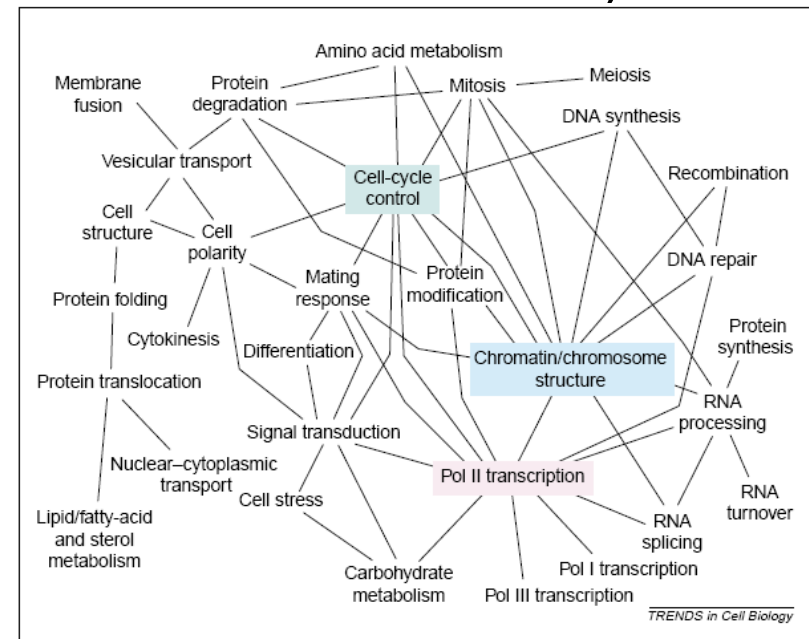 Amino acid metabolism
Membrane
fusion
Protein
degradation
Mitosis
Meiosis
DNA synthesis
Vesicular transport
Cell-cycle
control
Recombination
Cell
structure
Cell
polarity
DNA repair
Mating
response
Protein
modification
Protein folding
Cytokinesis
Differentiation
Chromatin/chromosome
structure
Protein
synthesis
Protein translocation
RNA
processing
Signal transduction
Nuclear–cytoplasmic
transport
Pol II transcription
Cell stress
RNA
turnover
Lipid/fatty-acid
and sterol
metabolism
RNA
splicing
Carbohydrate
metabolism
Pol I transcription
Pol III transcription
TRENDS in Cell Biology